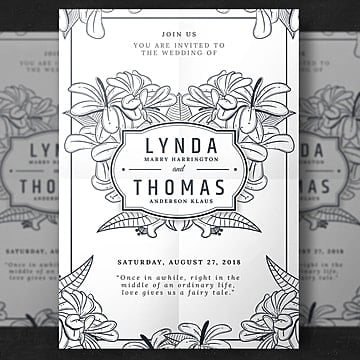 JOIN US
YOU ARE INVITED TO
THE WEDDING OF
LYNDA
MARRY HARRINGTON
and
THOMAS
ANDERSON KLAUS
SATURDAY, AUGUST 27, 2018
"Once in awhile, right in the
middle of an ordinary life,
love gives us a fairy tale."